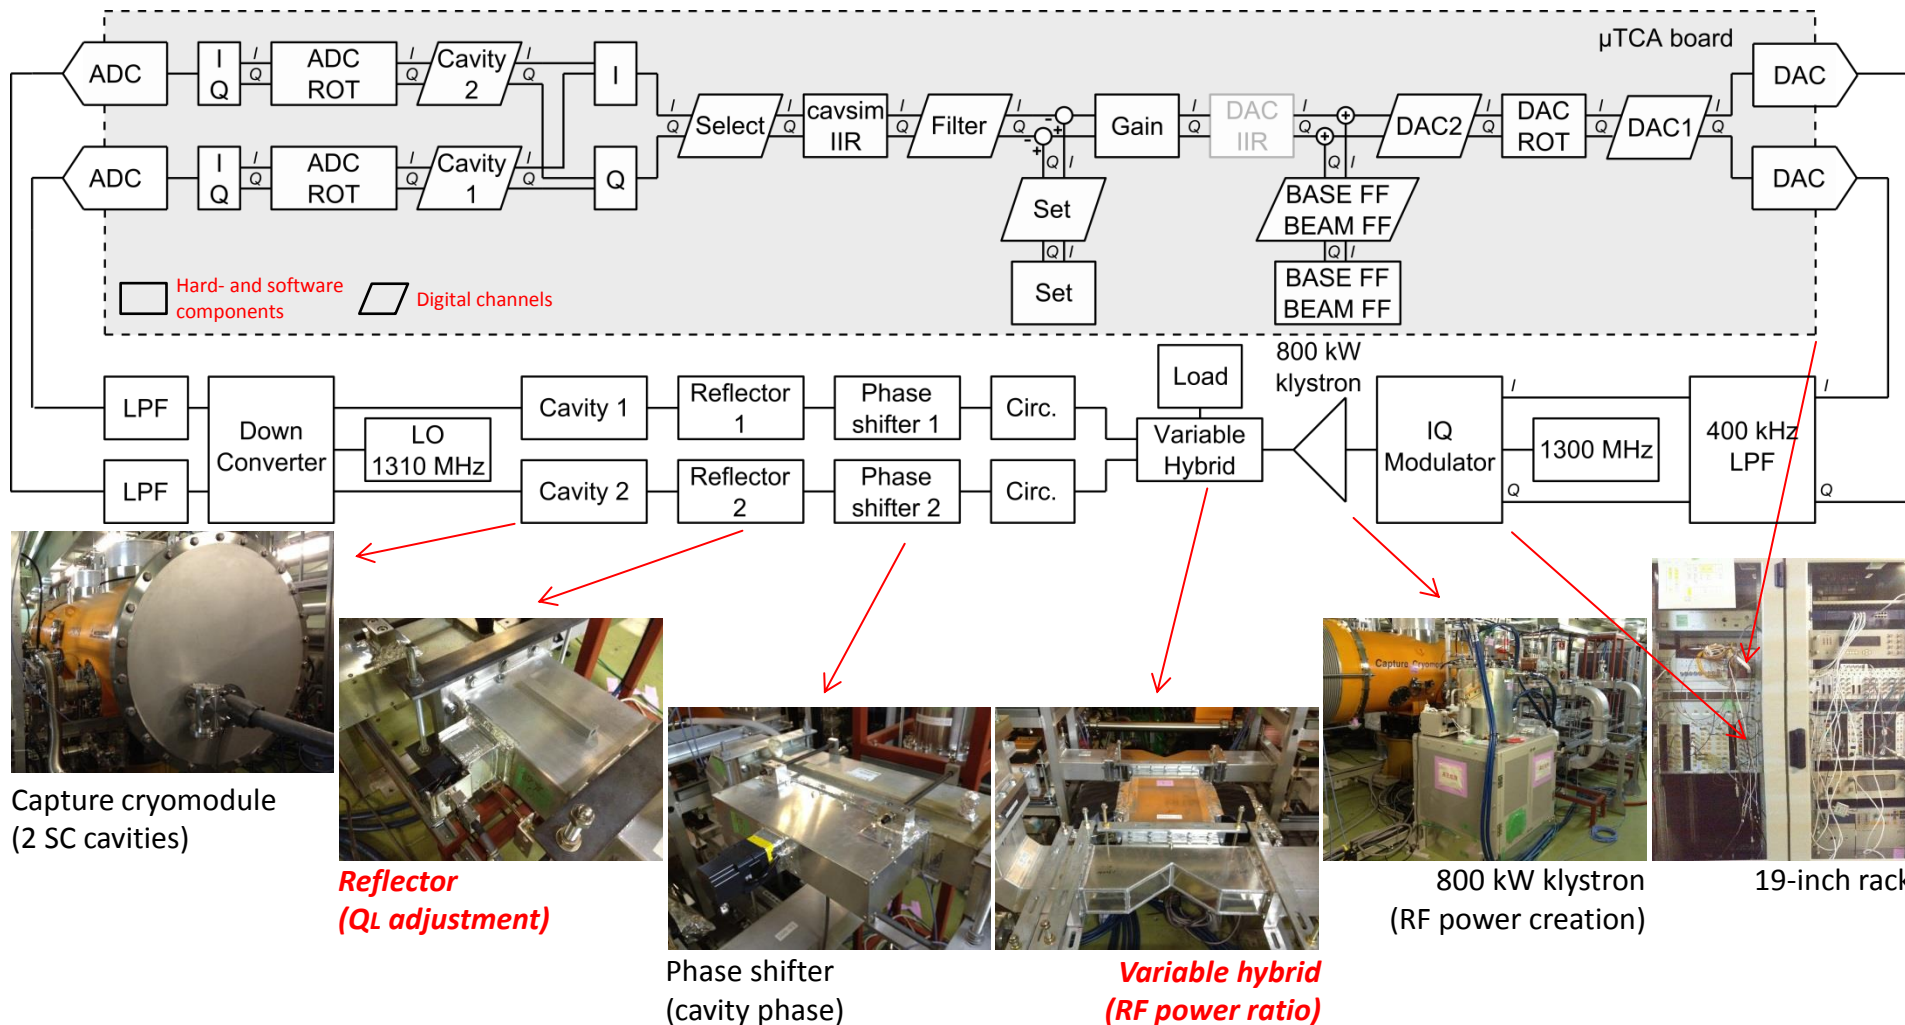 µTCA board
ADC
I
Q
I
Q
ADC
ROT
I
Q
Cavity
2
I
Q
I
I
Q
Select
I
Q
cavsim
IIR
I
Q
Filter
I
Q
-
+
-
+
Gain
I
Q
DAC
IIR
I
Q
+
+
I
Q
DAC2
I
Q
DAC
ROT
I
Q
DAC1
I
Q
DAC
ADC
I
Q
I
Q
ADC
ROT
I
Q
Cavity
1
I
Q
Q
Q
I
Set
Q
I
Set
Q
I
BASE FF
BEAM FF
Q
I
BASE FF
BEAM FF
DAC
Hard- and software
components
Digital channels
LPF
LPF
Down
Converter
LO
1310 MHz
Cavity 1
Cavity 2
Reflector
1
Reflector
2
Phase
shifter 1
Phase
shifter 2
Circ.
Circ.
Load
Variable
Hybrid
800 kW
klystron
IQ
Modulator
I
Q
1300 MHz
400 kHz
LPF
I
Q
Capture Cryomo
Capture cryomodule
(2 SC cavities)
Reflector
(QL adjustment)
Phase shifter
(cavity phase)
Variable hybrid
(RF power ratio)
800 kW klystron
(RF power creation)
19-inch rack